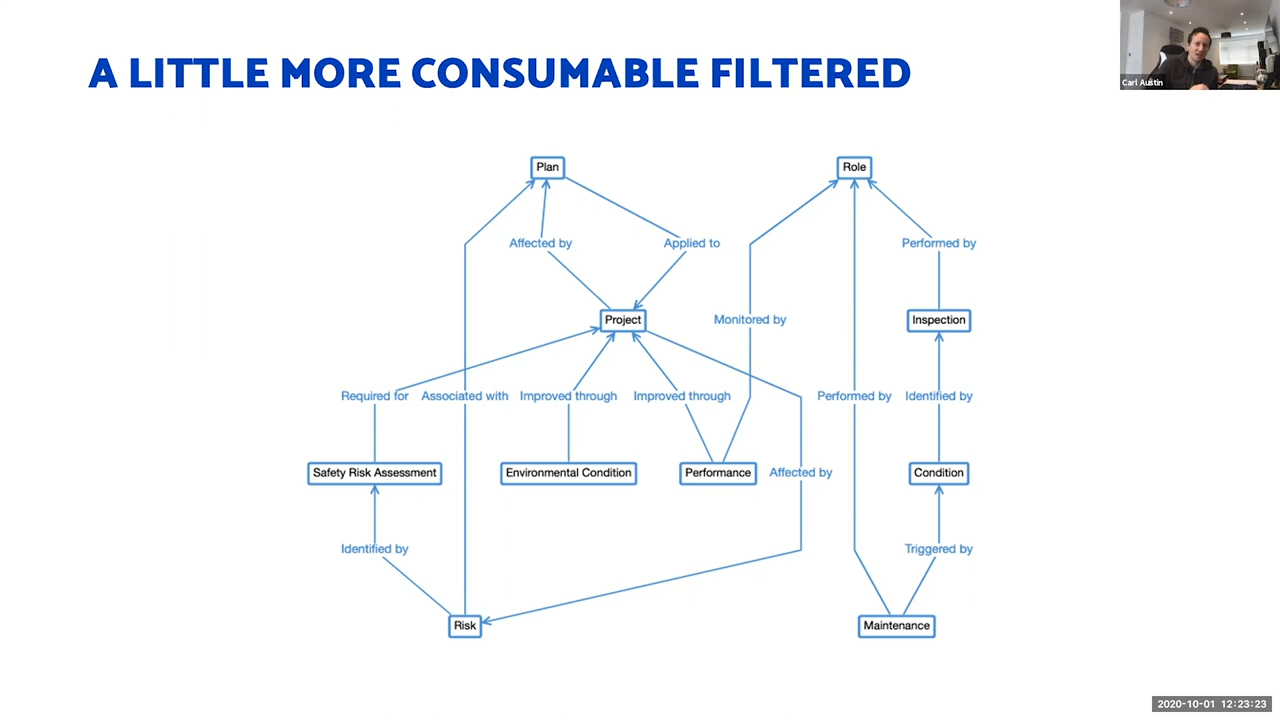 A LITTLE MORE CONSUMABLE FILTERED
Carl Austin
Plan
Role
Affected by
Applied to
Performed by
Project
Monitored by
Inspection
Required for
Associated with
Improved through
Improved through
Performed by
Identified by
Safety Risk Assessment
Environmental Condition
Performance
Affected by
Condition
Identified by
Triggered by
Risk
Maintenance
2020-10-01 12:23:23